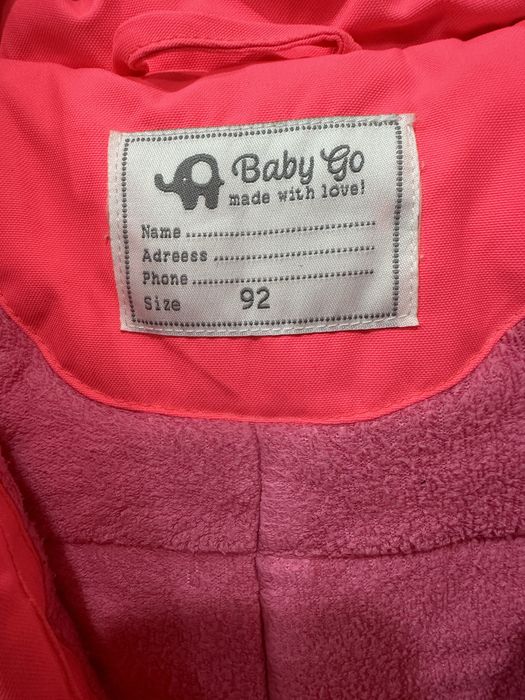 Baby Go
made with love!
Name
Adreess
Phone
Size 92